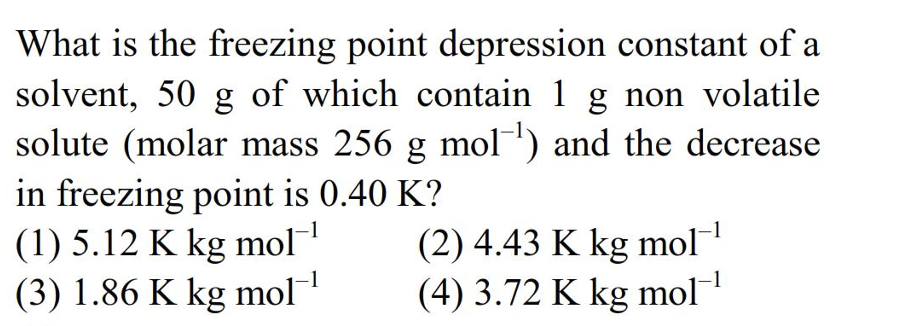 What is the freezing point depression constant of a
solvent, 50 g of which contain 1 g non volatile
solute (molar mass 256 g mol⁻¹) and the decrease
in freezing point is 0.40 K?
(1) 5.12 K kg mol⁻¹ (2) 4.43 K kg mol⁻¹
(3) 1.86 K kg mol⁻¹ (4) 3.72 K kg mol⁻¹